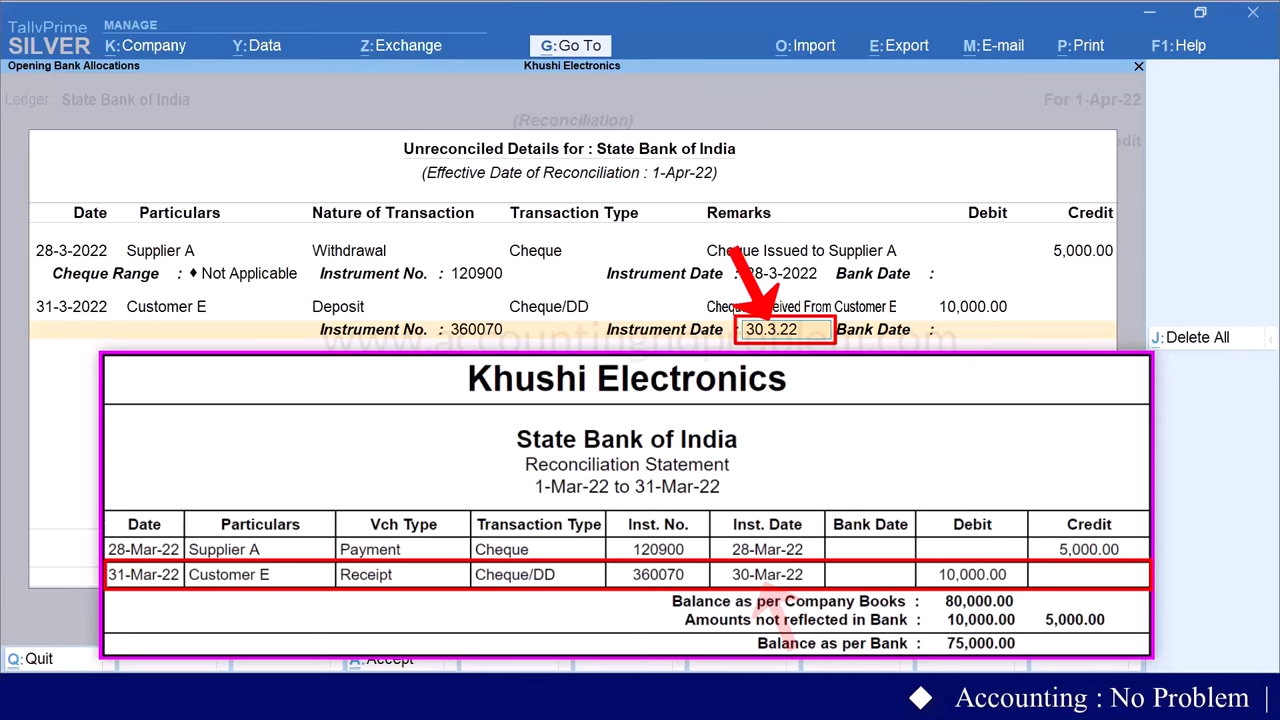 TallyPrime
MANAGE
SILVER
K:Company
Y:Data
Z:Exchange
G:Go To
O:Import
E:Export
M:E-mail
P:Print
F1:Help
Opening Bank Allocations
Khushi Electronics
Ledger State Bank of India
For 1-Apr-22
(Reconciliation)
Unreconciled Details for : State Bank of India
(Effective Date of Reconciliation : 1-Apr-22)
Date Particulars Nature of Transaction Transaction Type Remarks Debit Credit
28-3-2022 Supplier A Withdrawal Cheque Cheque Issued to Supplier A 5,000.00
Cheque Range : ♦ Not Applicable Instrument No. : 120900 Instrument Date : 28-3-2022 Bank Date :
31-3-2022 Customer E Deposit Cheque/DD From Customer E 10,000.00
Instrument No. : 360070 Instrument Date : 30.3.22 Bank Date :
www.accountingnoproblem.com
J:Delete All
Khushi Electronics
State Bank of India
Reconciliation Statement
1-Mar-22 to 31-Mar-22
Date Particulars Vch Type Transaction Type Inst. No. Inst. Date Bank Date Debit Credit
28-Mar-22 Supplier A Payment Cheque 120900 28-Mar-22 5,000.00
31-Mar-22 Customer E Receipt Cheque/DD 360070 30-Mar-22 10,000.00
Balance as per Company Books : 80,000.00
Amounts not reflected in Bank : 10,000.00 5,000.00
Balance as per Bank : 75,000.00
Q:Quit
A:Accept
Accounting : No Problem |